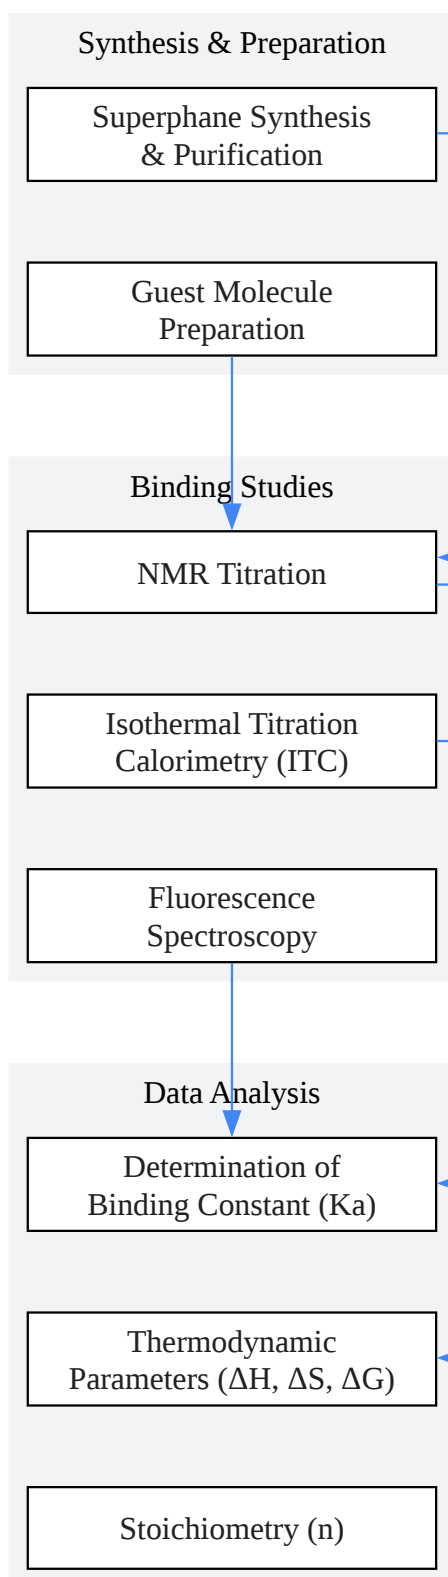 Synthesis & Preparation
Superphane Synthesis
& Purification
Guest Molecule
Preparation
Binding Studies
NMR Titration
Isothermal Titration
Calorimetry (ITC)
Fluorescence
Spectroscopy
Data Analysis
Determination of
Binding Constant (Ka)
Thermodynamic
Parameters (ΔH, ΔS, ΔG)
Stoichiometry (n)